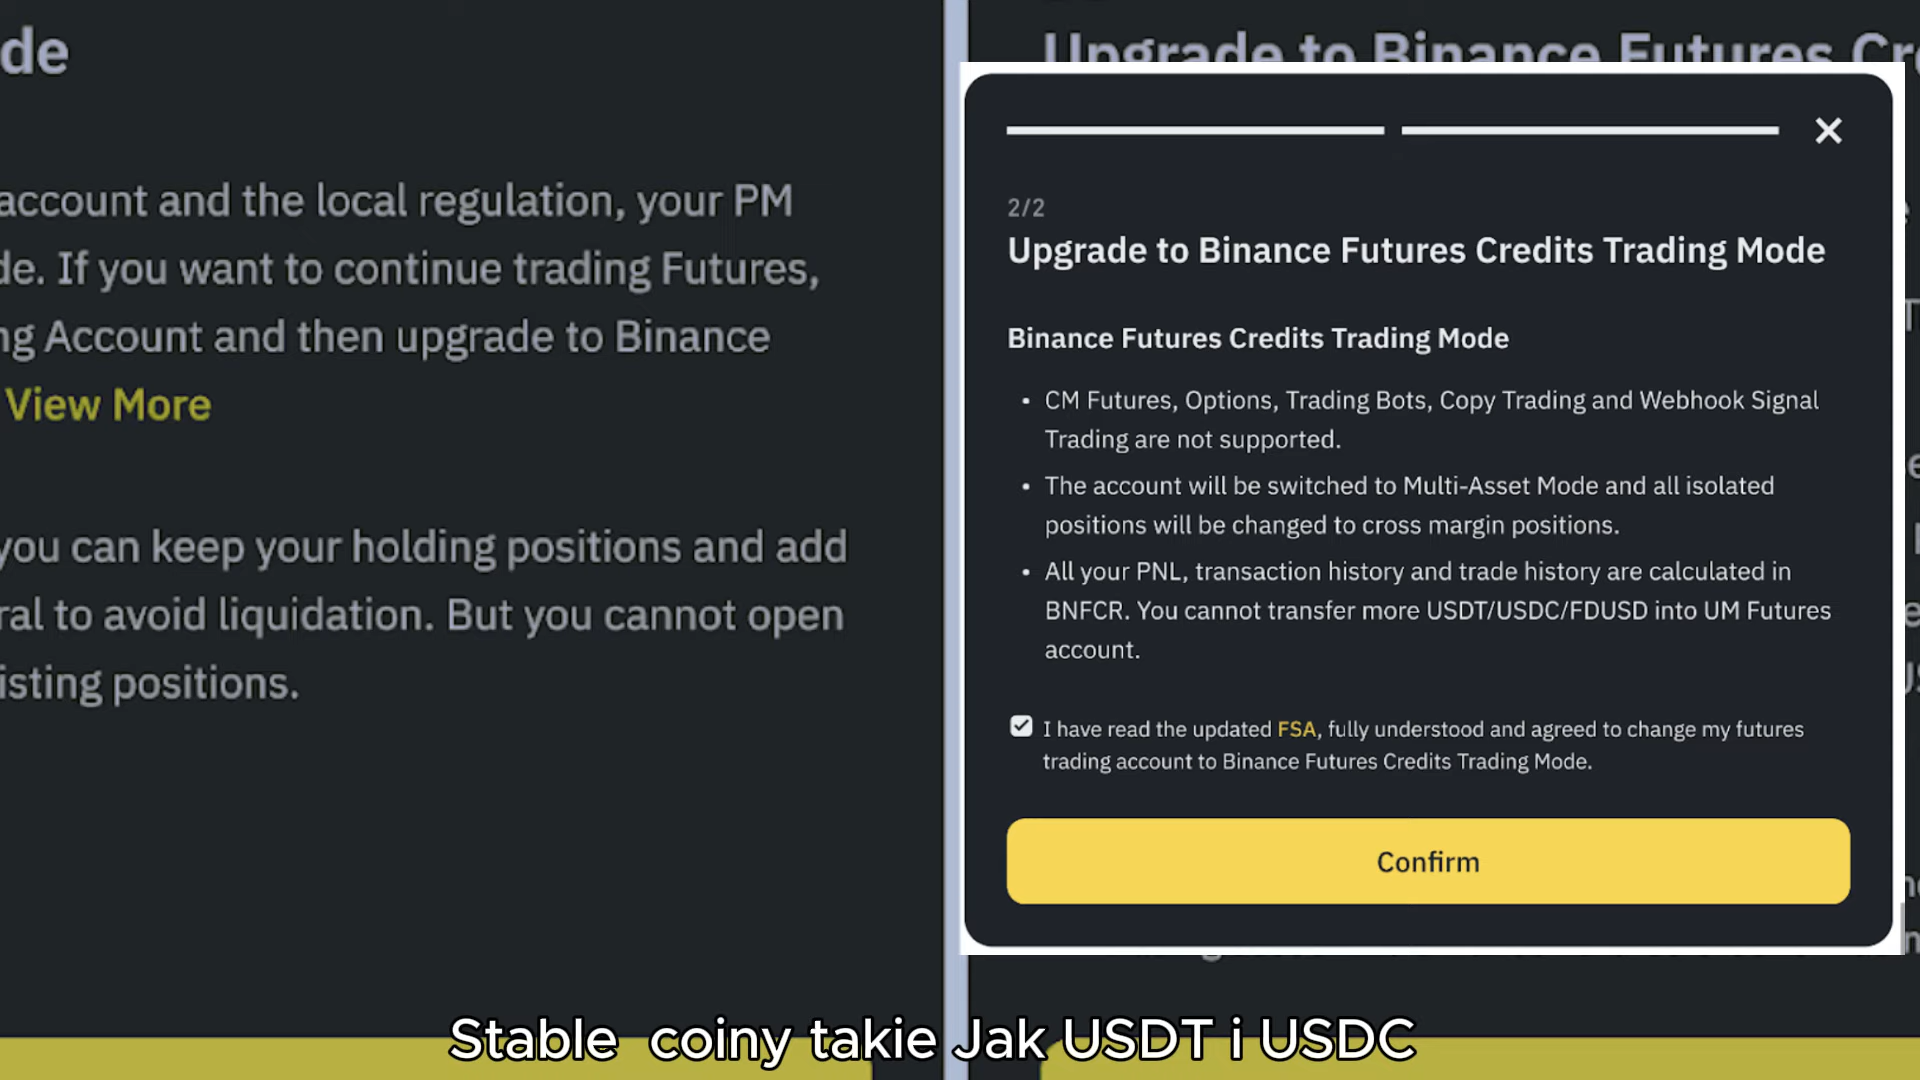 de
account and the local regulation, your PM
de. If you want to continue trading Futures,
ng Account and then upgrade to Binance
View More
you can keep your holding positions and add
ral to avoid liquidation. But you cannot open
isting positions.
Upgrade to Binance Futures Cr
2/2
Upgrade to Binance Futures Credits Trading Mode
Binance Futures Credits Trading Mode
• CM Futures, Options, Trading Bots, Copy Trading and Webhook Signal
Trading are not supported.
• The account will be switched to Multi-Asset Mode and all isolated
positions will be changed to cross margin positions.
• All your PNL, transaction history and trade history are calculated in
BNFCR. You cannot transfer more USDT/USDC/FDUSD into UM Futures
account.
I have read the updated FSA, fully understood and agreed to change my futures
trading account to Binance Futures Credits Trading Mode.
Confirm
Stable coiny takie Jak USDT i USDC